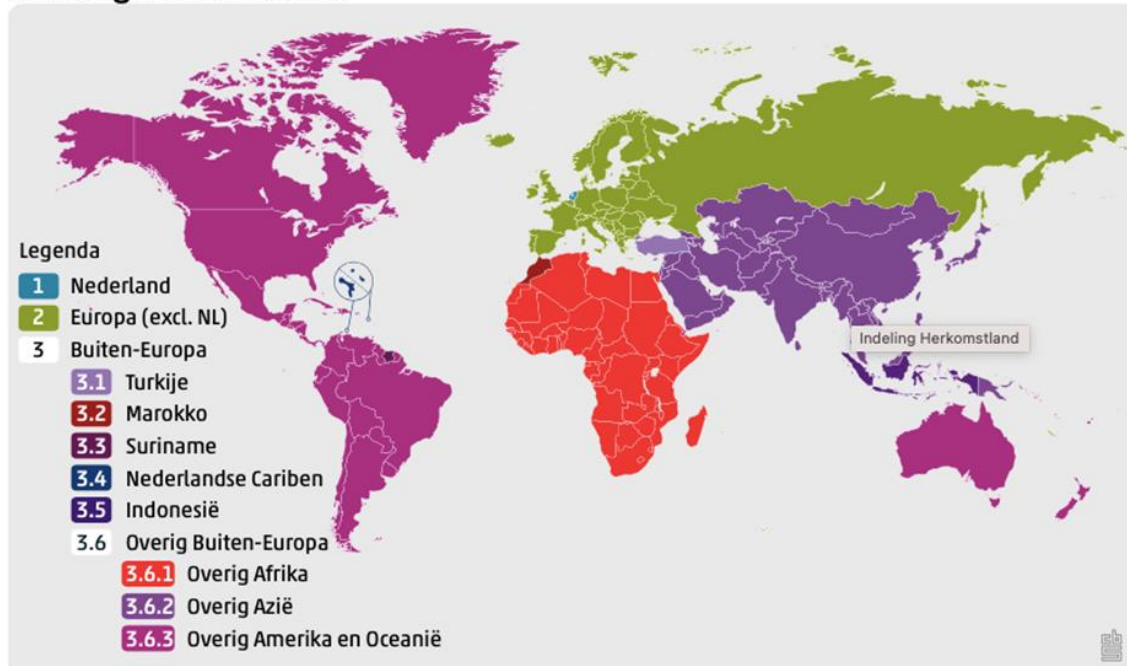 Legenda
1 Nederland
2 Europa (excl. NL)
3 Buiten-Europa
3.1 Turkije
3.2 Marokko
3.3 Suriname
3.4 Nederlandse Cariben
3.5 Indonesië
3.6 Overig Buiten-Europa
3.6.1 Overig Afrika
3.6.2 Overig Azië
3.6.3 Overig Amerika en Oceanië
Indeling Herkomstland